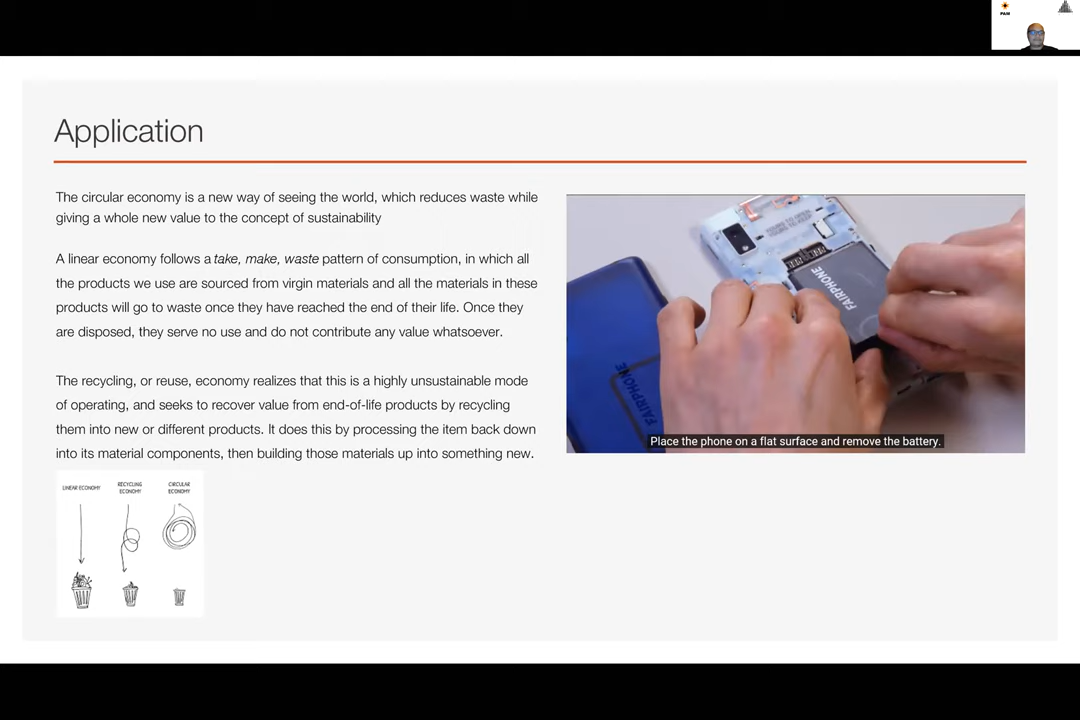 PAM
Application
The circular economy is a new way of seeing the world, which reduces waste while
giving a whole new value to the concept of sustainability
A linear economy follows a take, make, waste pattern of consumption, in which all
the products we use are sourced from virgin materials and all the materials in these
products will go to waste once they have reached the end of their life. Once they
are disposed, they serve no use and do not contribute any value whatsoever.
The recycling, or reuse, economy realizes that this is a highly unsustainable mode
of operating, and seeks to recover value from end-of-life products by recycling
them into new or different products. It does this by processing the item back down
into its material components, then building those materials up into something new.
LINEAR ECONOMY
RECYCLING
ECONOMY
CIRCULAR
ECONOMY
YOURS TO OPEN,
YOURS TO KEEP
FAIRPHONE
FAIRPHONE
Place the phone on a flat surface and remove the battery.